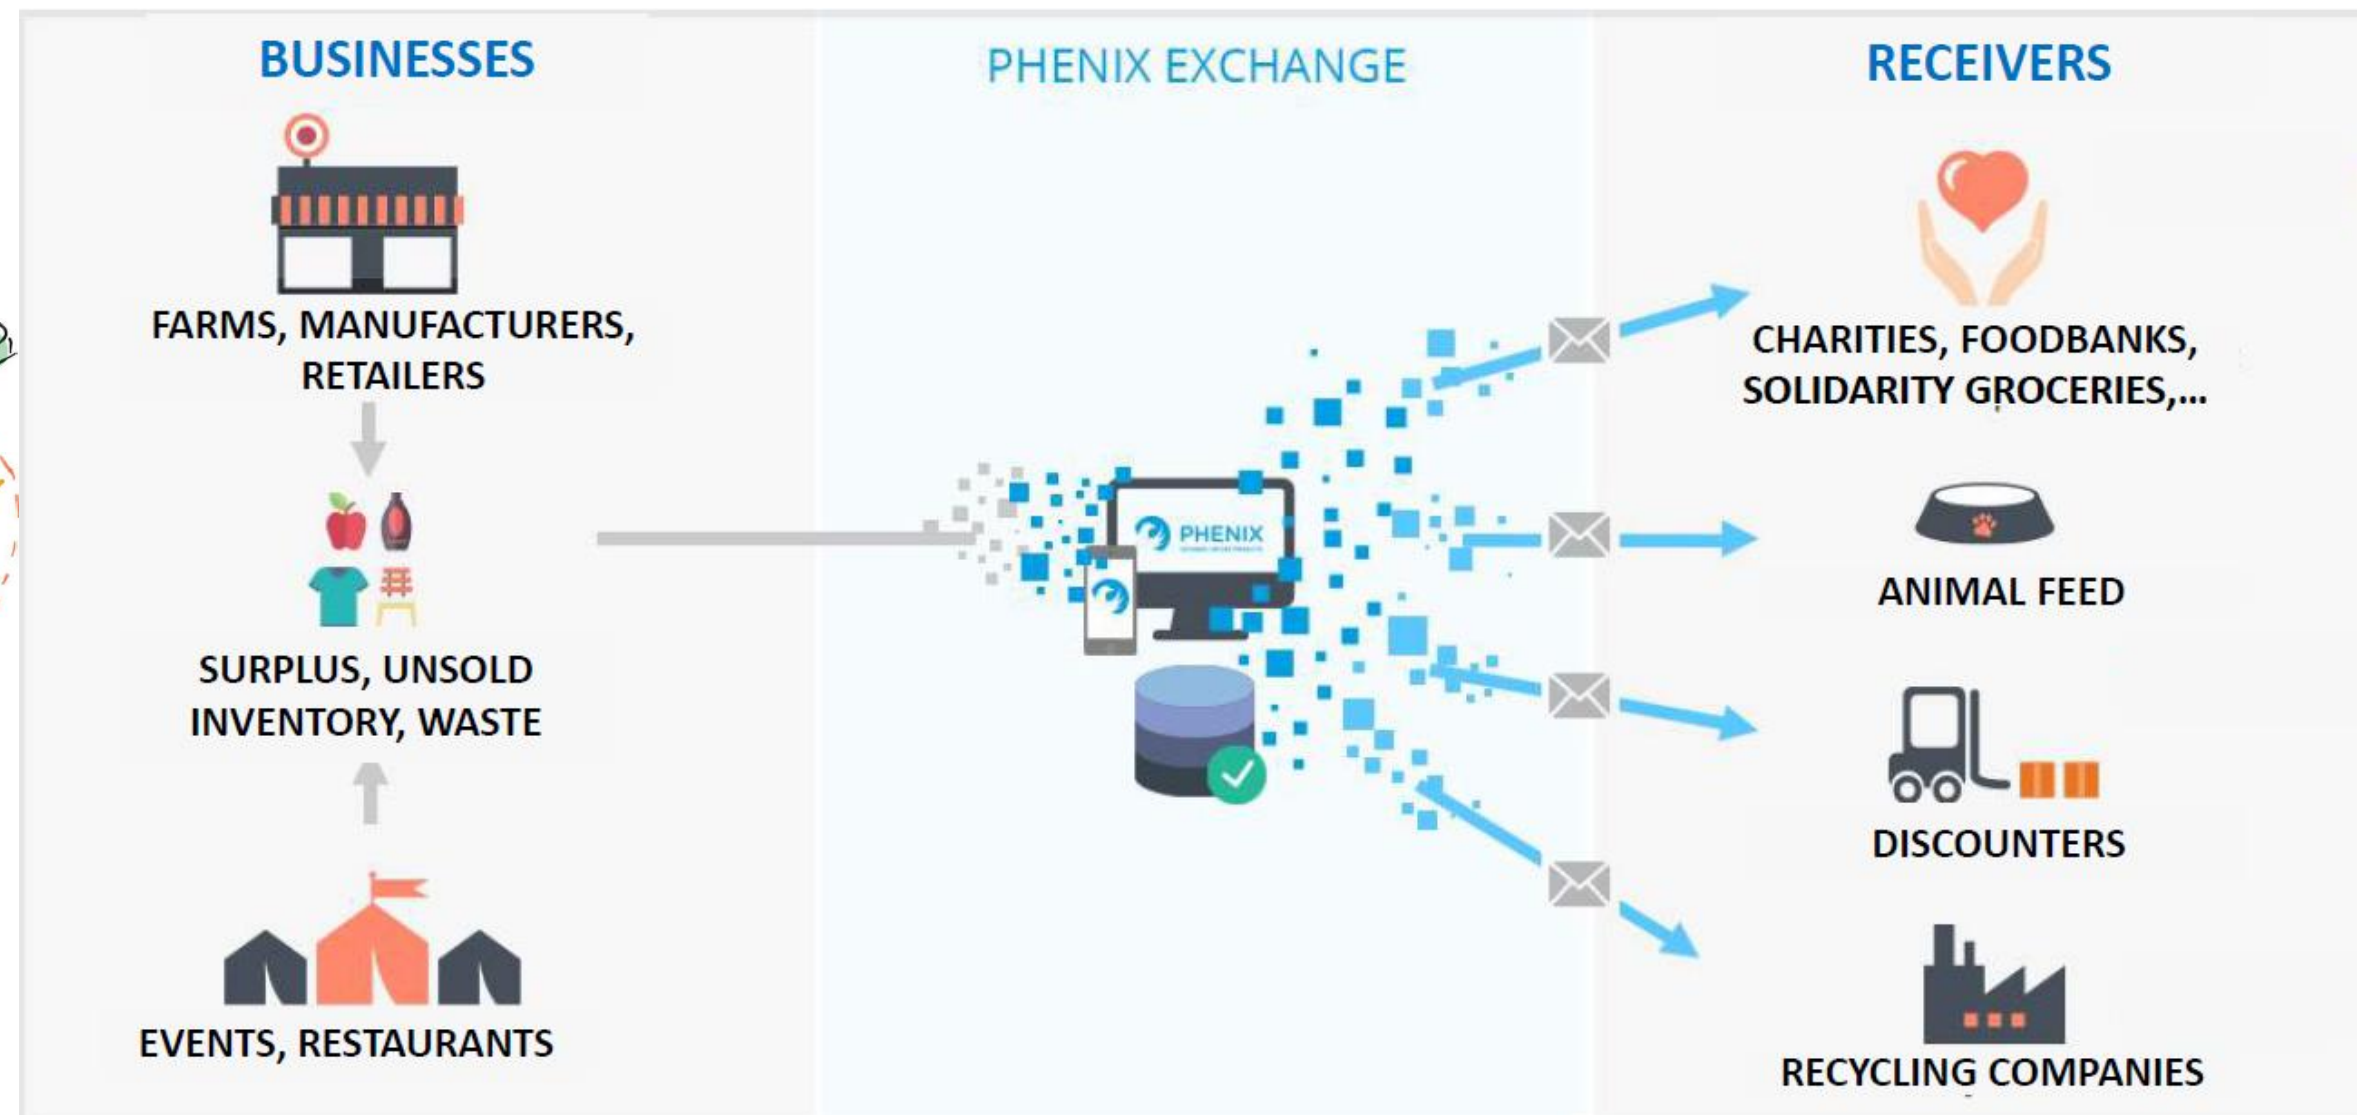 BUSINESSES
FARMS, MANUFACTURERS,
RETAILERS
SURPLUS, UNSOLD
INVENTORY, WASTE
EVENTS, RESTAURANTS
PHENIX EXCHANGE
PHENIX
RECEIVERS
CHARITIES, FOODBANKS,
SOLIDARITY GROCERIES,...
ANIMAL FEED
DISCOUNTERS
RECYCLING COMPANIES